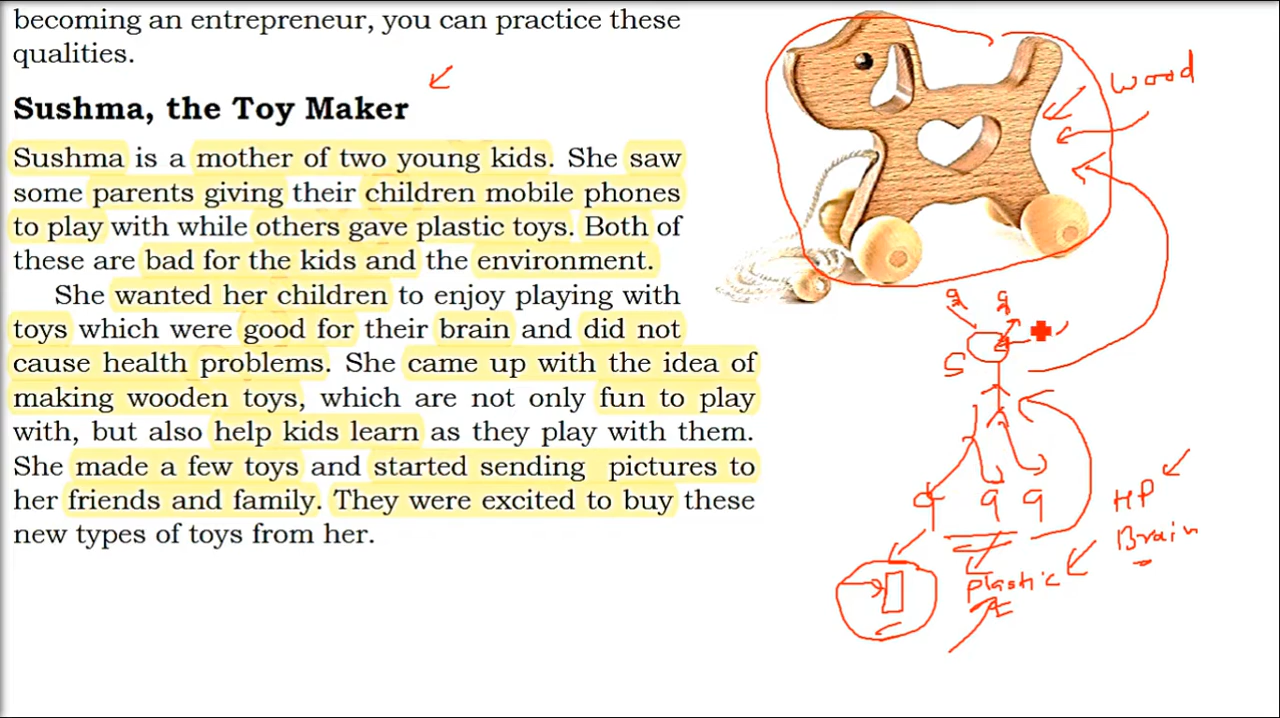 becoming an entrepreneur, you can practice these
qualities.
Sushma, the Toy Maker
Sushma is a mother of two young kids. She saw
some parents giving their children mobile phones
to play with while others gave plastic toys. Both of
these are bad for the kids and the environment.
She wanted her children to enjoy playing with
toys which were good for their brain and did not
cause health problems. She came up with the idea of
making wooden toys, which are not only fun to play
with, but also help kids learn as they play with them.
She made a few toys and started sending pictures to
her friends and family. They were excited to buy these
new types of toys from her.
Wood
S
HP
Brain
Plastic